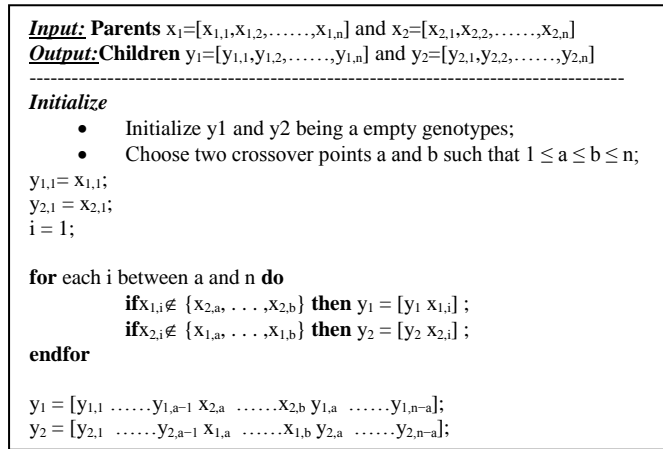 Input: Parents x1=[x1,1,x1,2,……,x1,n] and x2=[x2,1,x2,2,……,x2,n]
Output:Children y1=[y1,1,y1,2,……,y1,n] and y2=[y2,1,y2,2,……,y2,n]
------------------------------------------------------------------------------------
Initialize
• Initialize y1 and y2 being a empty genotypes;
• Choose two crossover points a and b such that 1 ≤ a ≤ b ≤ n;
y1,1= x1,1;
y2,1 = x2,1;
i = 1;
for each i between a and n do
ifx1,i∉ {x2,a, . . . ,x2,b} then y1 = [y1 x1,i] ;
ifx2,i∉ {x1,a, . . . ,x1,b} then y2 = [y2 x2,i] ;
endfor
y1 = [y1,1 ……y1,a−1 x2,a ……x2,b y1,a ……y1,n−a];
y2 = [y2,1 ……y2,a−1 x1,a ……x1,b y2,a ……y2,n−a];